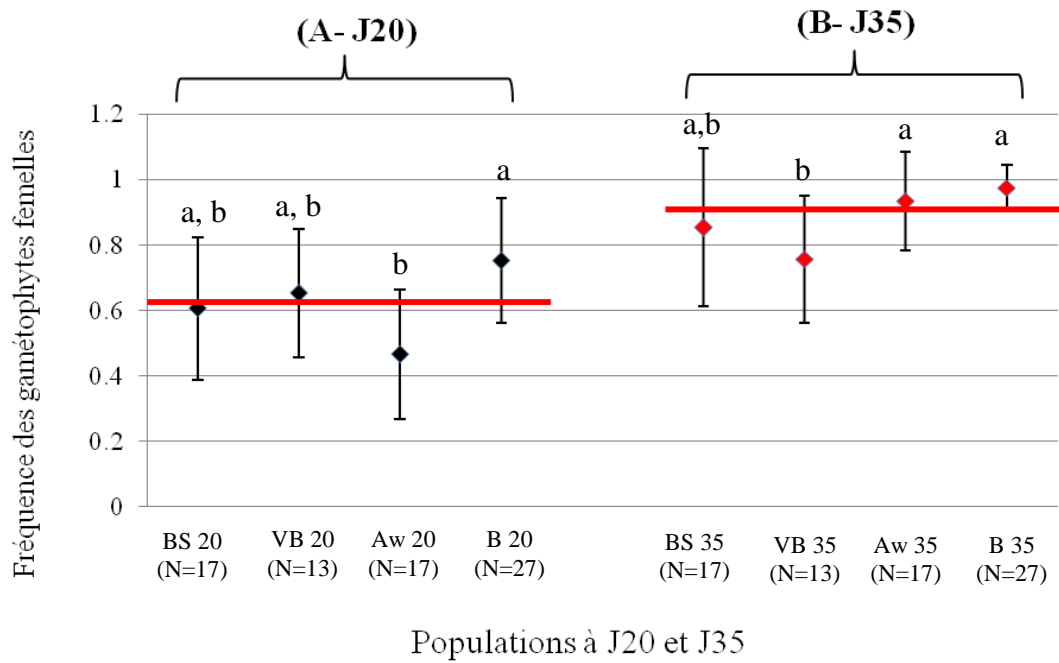 (A- J20)
(B- J35)
Fréquence des gamétophytes femelles
1.2
1
0.8
0.6
0.4
0.2
0
a, b
a, b
b
a
a,b
b
a
a
BS 20
(N=17)
VB 20
(N=13)
Aw 20
(N=17)
B 20
(N=27)
BS 35
(N=17)
VB 35
(N=13)
Aw 35
(N=17)
B 35
(N=27)
Populations à J20 et J35